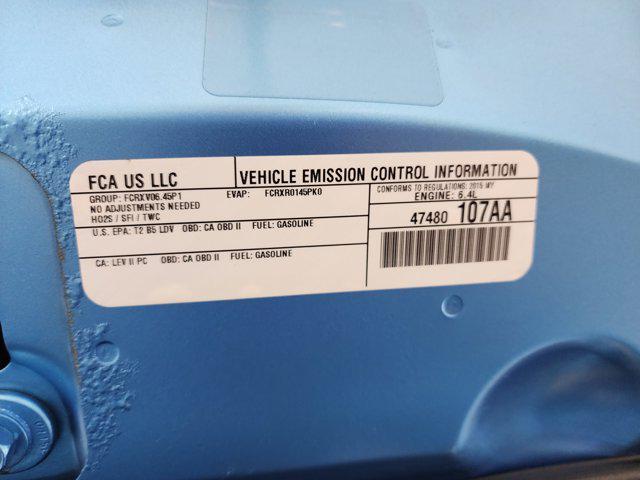 FCA US LLC
VEHICLE EMISSION CONTROL INFORMATION
GROUP: FCRXV06.45P1 EVAP: FCRXR0145PK0
NO ADJUSTMENTS NEEDED
HO2S / SFI / TWC
U.S. EPA: T2 B5 LDV OBD: CA OBD II FUEL: GASOLINE
CA: LEV II PC OBD: CA OBD II FUEL: GASOLINE
CONFORMS TO REGULATIONS: 2015 MY
ENGINE: 6.4L
47480 107AA